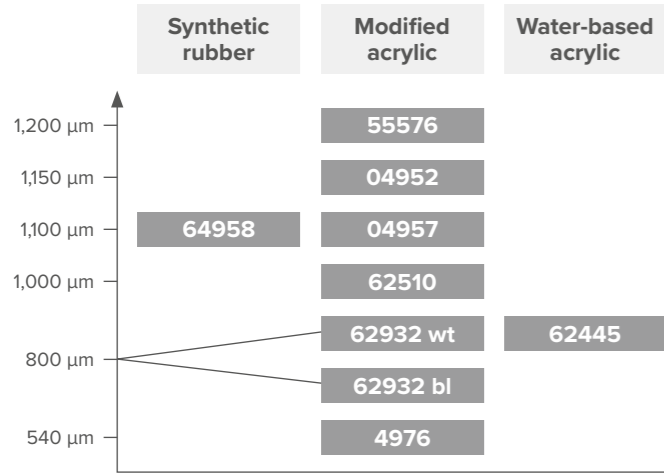 Synthetic
rubber
Modified
acrylic
Water-based
acrylic
1,200 µm
55576
1,150 µm
04952
1,100 µm
64958
04957
1,000 µm
62510
62932 wt
62445
800 µm
62932 bl
540 µm
4976